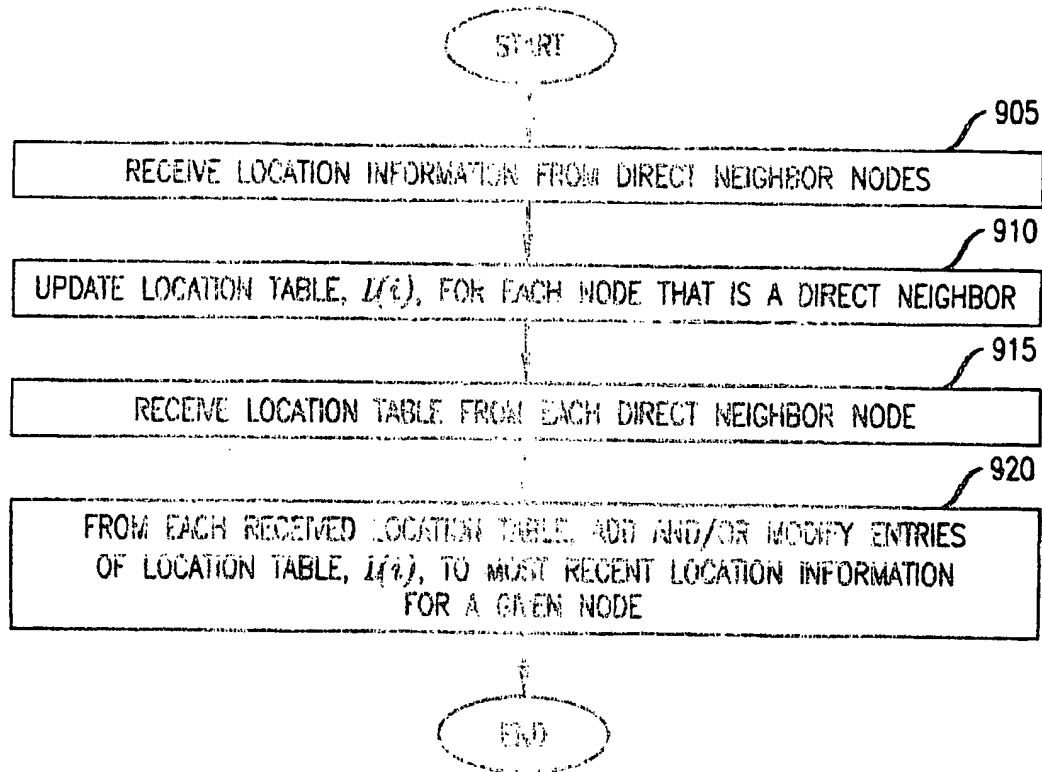 START
905
RECEIVE LOCATION INFORMATION FROM DIRECT NEIGHBOR NODES
910
UPDATE LOCATION TABLE, L(i), FOR EACH NODE THAT IS A DIRECT NEIGHBOR
915
RECEIVE LOCATION TABLE FROM EACH DIRECT NEIGHBOR NODE
920
FROM EACH RECEIVED LOCATION TABLE, ADD AND/OR MODIFY ENTRIES
OF LOCATION TABLE, L(i), TO MOST RECENT LOCATION INFORMATION
FOR A GIVEN NODE
END